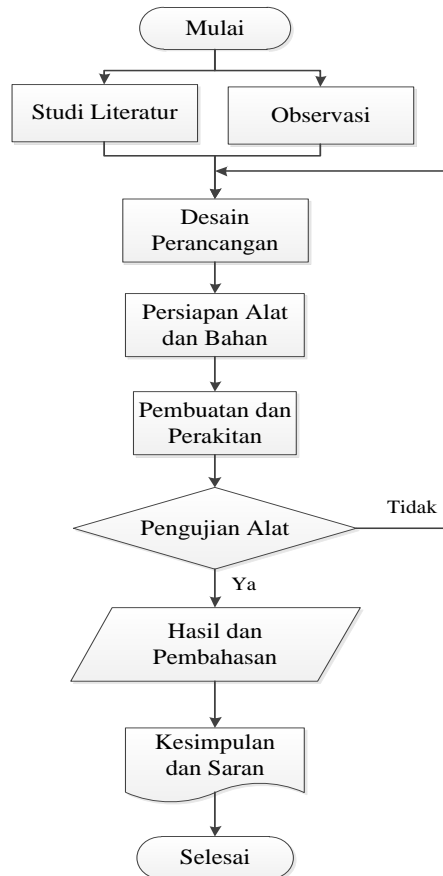 Mulai
Studi Literatur
Observasi
Desain
Perancangan
Persiapan Alat
dan Bahan
Pembuatan dan
Perakitan
Pengujian Alat
Tidak
Ya
Hasil dan
Pembahasan
Kesimpulan
dan Saran
Selesai